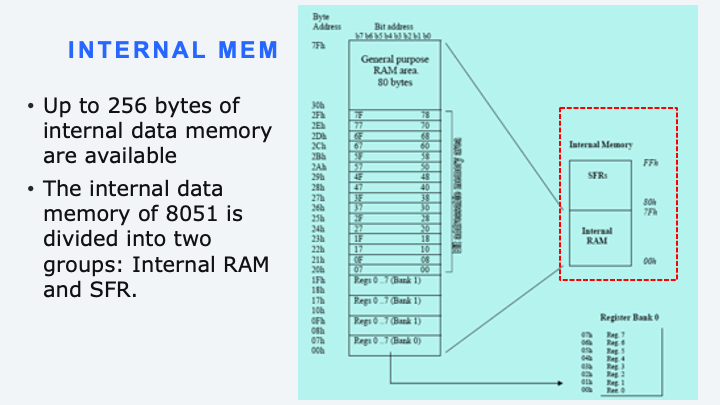 INTERNAL MEM
• Up to 256 bytes of
internal data memory
are available
• The internal data
memory of 8051 is
divided into two
groups: Internal RAM
and SFR.
Byte
Address
Bit address
b7 b6 b5 b4 b3 b2 b1 b0
7Fh
General purpose
RAM area.
80 bytes
30h
2Fh 7F 78
2Eh 77 70
2Dh 6F 68
2Ch 67 60
2Bh 5F 58
2Ah 57 50
29h 4F 48
28h 47 40
27h 3F 38
26h 37 30
25h 2F 28
24h 27 20
23h 1F 18
22h 17 10
21h 0F 08
20h 07 00
1Fh Regs 0 ..7 (Bank 1)
18h
17h Regs 0 ..7 (Bank 1)
10h
0Fh Regs 0 ..7 (Bank 1)
08h
07h Regs 0 ..7 (Bank 0)
00h
Internal Memory
FFh
SFRs
80h
7Fh
Internal
RAM
00h
Register Bank 0
07h Reg. 7
06h Reg. 6
05h Reg. 5
04h Reg. 4
03h Reg. 3
02h Reg. 2
01h Reg. 1
00h Reg. 0